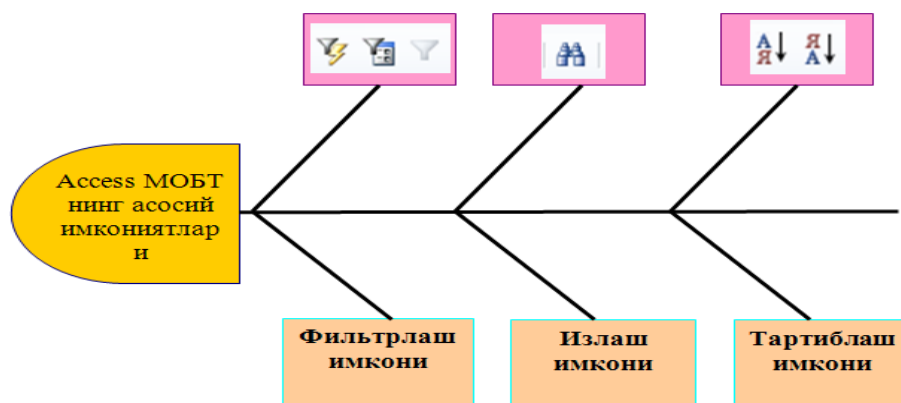 А
Я
Я
А
Access МОБТ
нинг асосий
имкониятлар
и
Фильтрлаш
имкони
Излаш
имкони
Тартиблаш
имкони